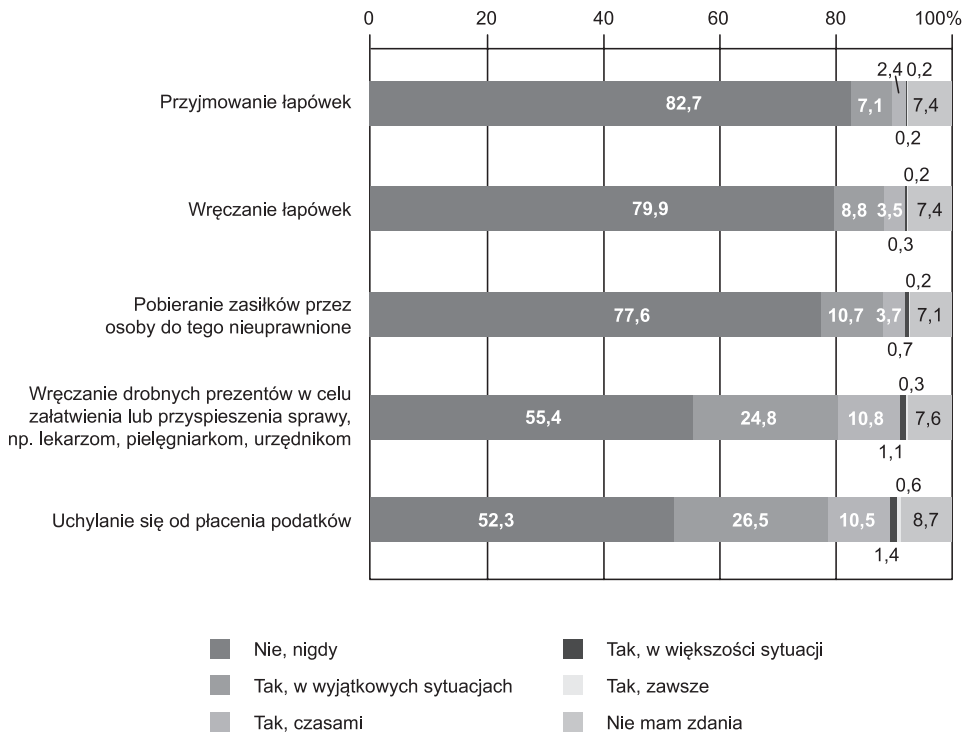 0 20 40 60 80 100%
2,4 0,2
Przyjmowanie łapówek 82,7 7,1 7,4
0,2
0,2
Wręczanie łapówek 79,9 8,8 3,5 7,4
0,3
0,2
Pobieranie zasiłków przez
osoby do tego nieuprawnione
77,6 10,7 3,7 7,1
0,7
0,3
Wręczanie drobnych prezentów w celu
załatwienia lub przyspieszenia sprawy,
np. lekarzom, pielęgniarkom, urzędnikom
55,4 24,8 10,8 7,6
1,1
0,6
Uchylanie się od płacenia podatków 52,3 26,5 10,5 8,7
1,4
Nie, nigdy
Tak, w wyjątkowych sytuacjach
Tak, czasami
Tak, w większości sytuacji
Tak, zawsze
Nie mam zdania